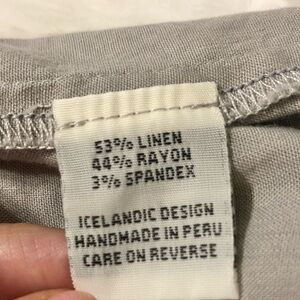 53% LINEN
44% RAYON
3% SPANDEX
ICELANDIC DESIGN
HANDMADE IN PERU
CARE ON REVERSE